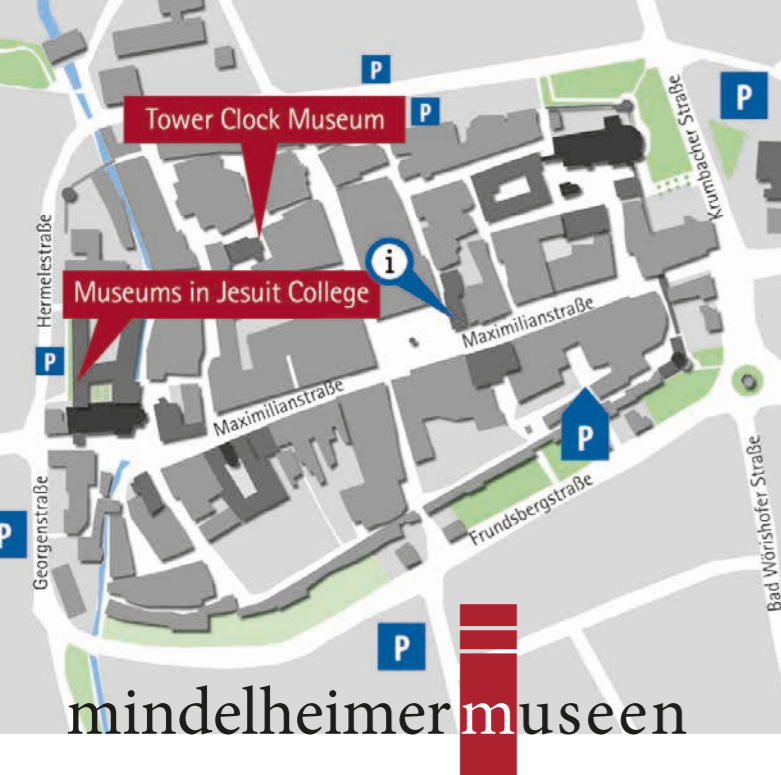 P
P
P
Tower Clock Museum
Krumbacher Straße
Hermelestraße
i
Museums in Jesuit College
Maximilianstraße
P
Maximilianstraße
P
Georgenstraße
Frundsbergstraße
Bad Wörishofer Straße
P
P
mindelheimer museen